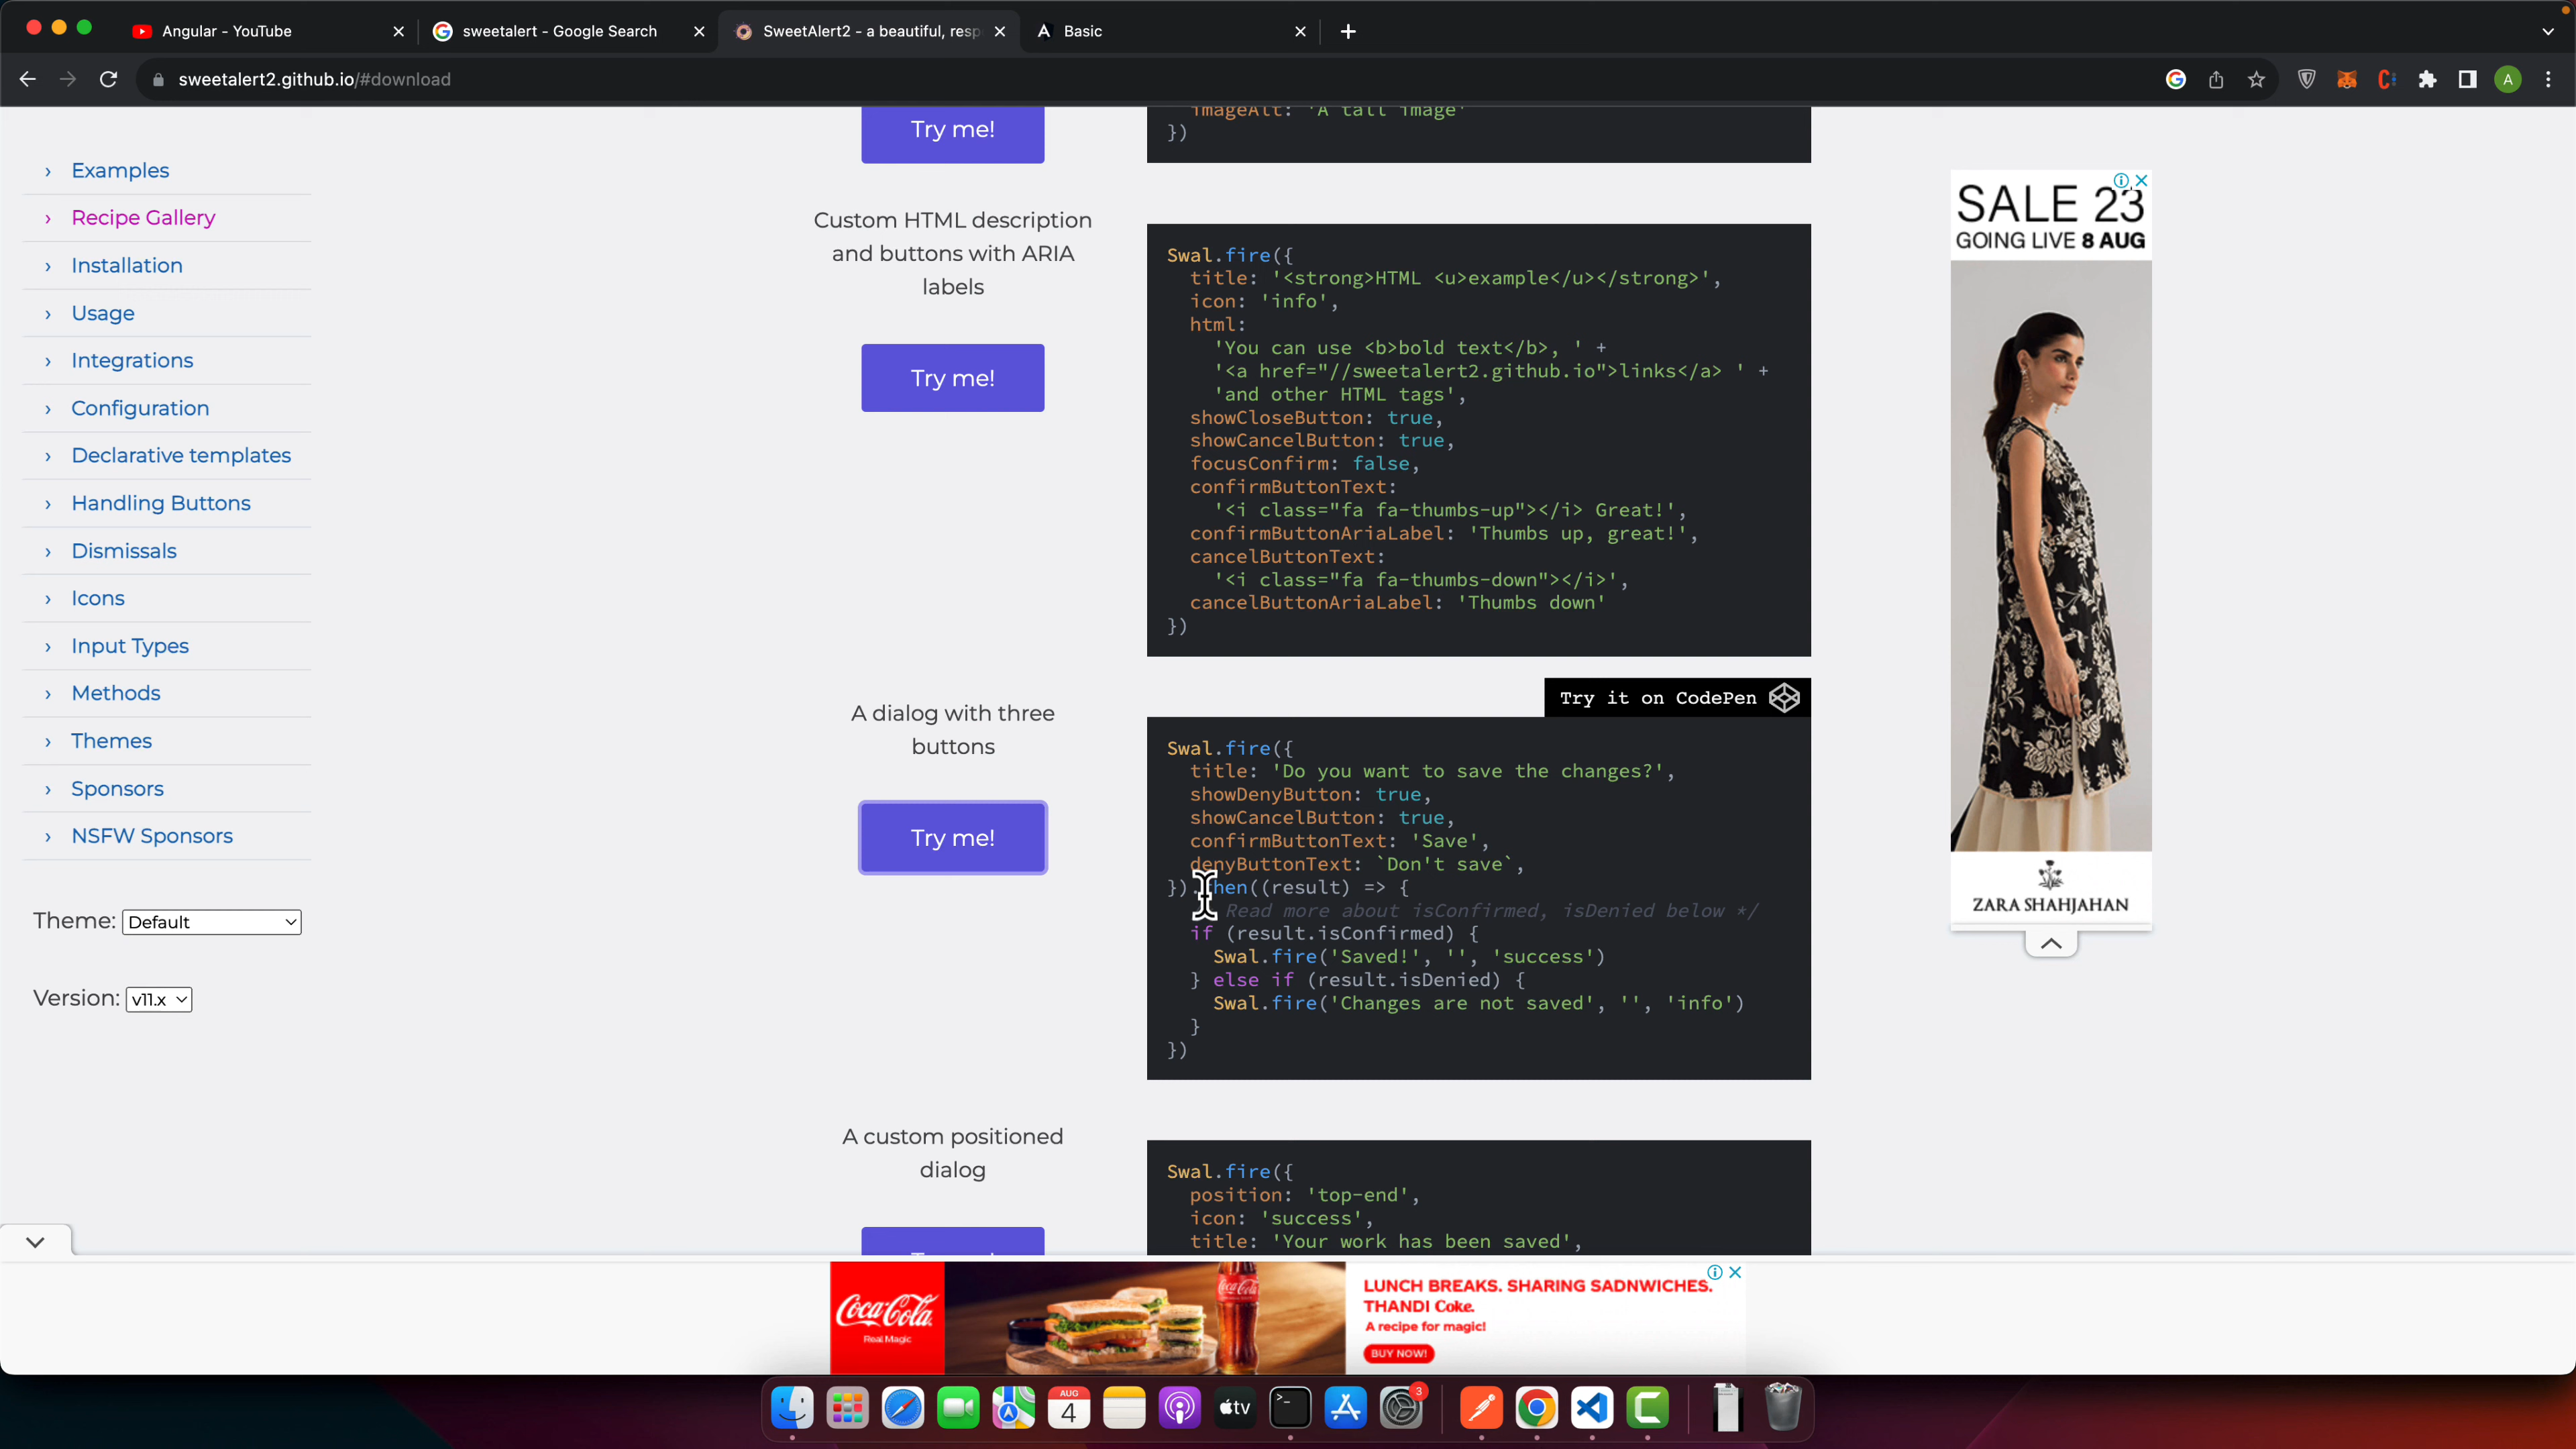 Angular - YouTube
sweetalert - Google Search
SweetAlert2 - a beautiful, resp
Basic
sweetalert2.github.io/#download
A
Examples
Recipe Gallery
Installation
Usage
Integrations
Configuration
Declarative templates
Handling Buttons
Dismissals
Icons
Input Types
Methods
Themes
Sponsors
NSFW Sponsors
Theme: Default
Version: v11.x
Try me!
imageAlt: 'A tall image'
})
Custom HTML description
and buttons with ARIA
labels
Try me!
Swal.fire({
title: '<strong>HTML <u>example</u></strong>',
icon: 'info',
html:
'You can use <b>bold text</b>, ' +
'<a href="//sweetalert2.github.io">links</a> ' +
'and other HTML tags',
showCloseButton: true,
showCancelButton: true,
focusConfirm: false,
confirmButtonText:
'<i class="fa fa-thumbs-up"></i> Great!',
confirmButtonAriaLabel: 'Thumbs up, great!',
cancelButtonText:
'<i class="fa fa-thumbs-down"></i>',
cancelButtonAriaLabel: 'Thumbs down'
})
A dialog with three
buttons
Try me!
Try it on CodePen
Swal.fire({
title: 'Do you want to save the changes?',
showDenyButton: true,
showCancelButton: true,
confirmButtonText: 'Save',
denyButtonText: `Don't save`,
}).then((result) => {
Read more about isConfirmed, isDenied below */
if (result.isConfirmed) {
Swal.fire('Saved!', '', 'success')
} else if (result.isDenied) {
Swal.fire('Changes are not saved', '', 'info')
}
})
A custom positioned
dialog
Swal.fire({
position: 'top-end',
icon: 'success',
title: 'Your work has been saved',
SALE 23
GOING LIVE 8 AUG
ZARA SHAHJAHAN
Coca-Cola
Real Magic
LUNCH BREAKS. SHARING SADNWICHES.
THANDI Coke.
A recipe for magic!
BUY NOW!
AUG
4
tv
3